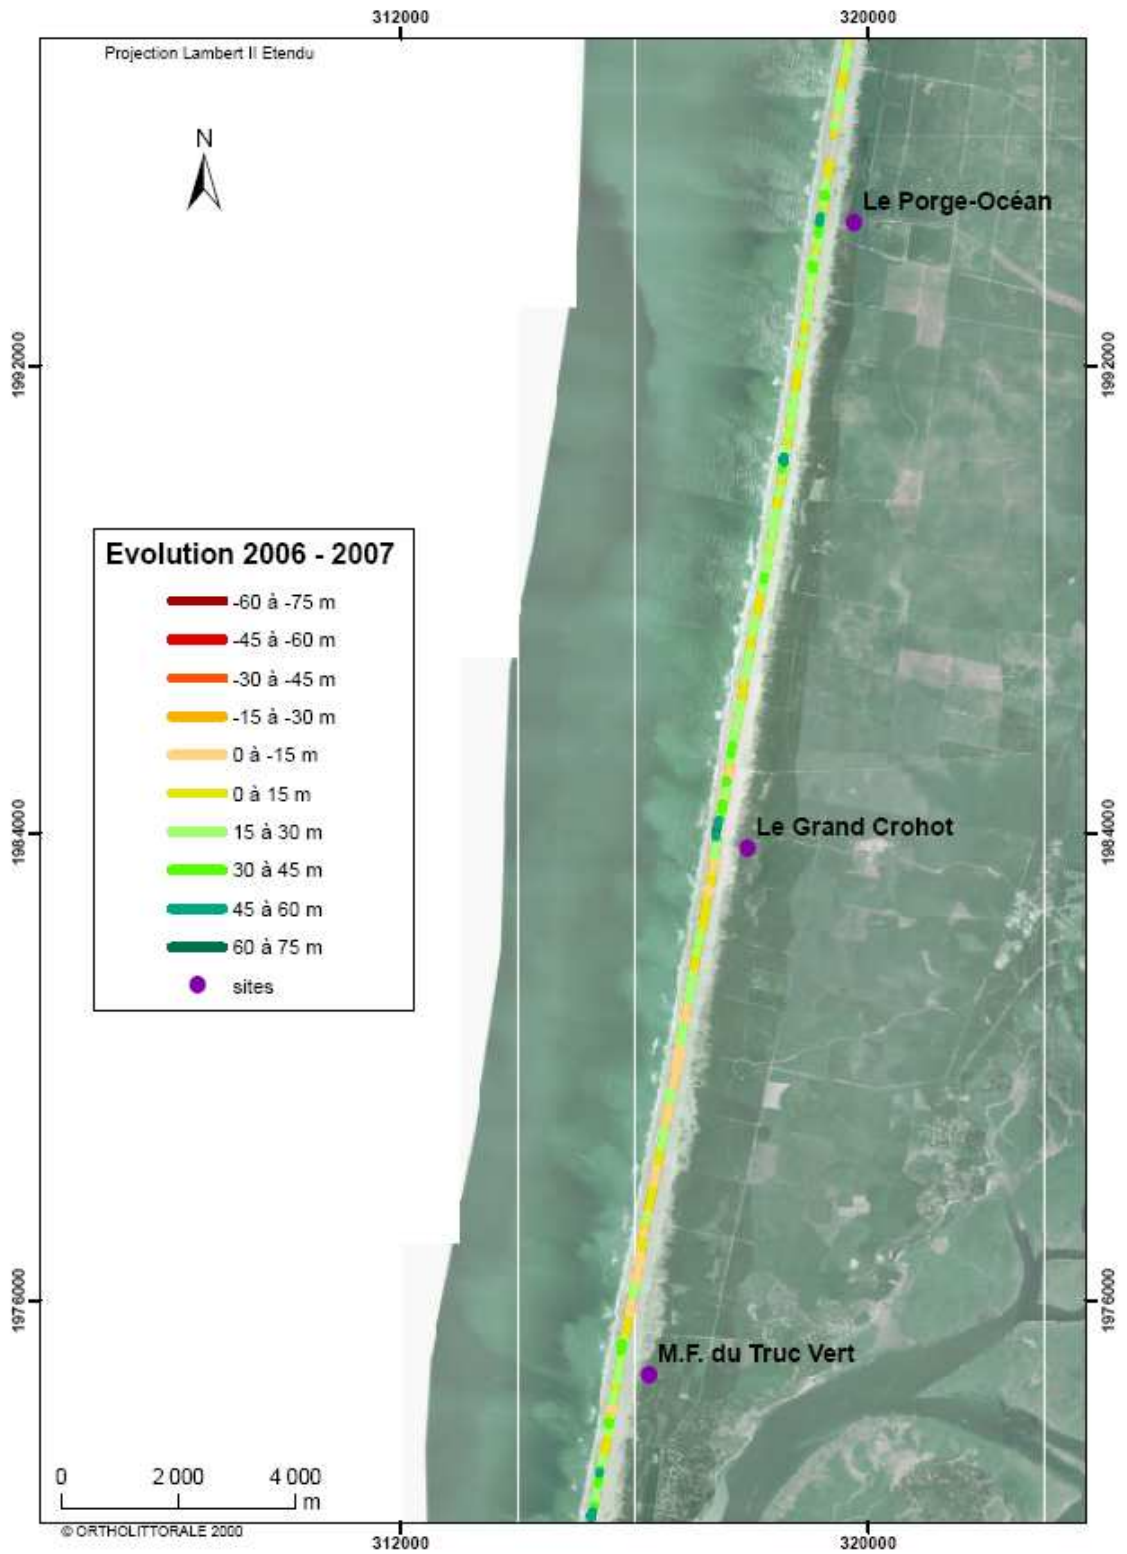 312000
320000
Projection Lambert II Etendu
N
Le Porge-Océan
1992000
1992000
Evolution 2006 - 2007
-60 à -75 m
-45 à -60 m
-30 à -45 m
-15 à -30 m
0 à -15 m
0 à 15 m
15 à 30 m
30 à 45 m
45 à 60 m
60 à 75 m
sites
1984000
Le Grand Crohot
1984000
1976000
1976000
M.F. du Truc Vert
0 2 000 4 000
m
© ORTHOLITTORALE 2000
312000
320000